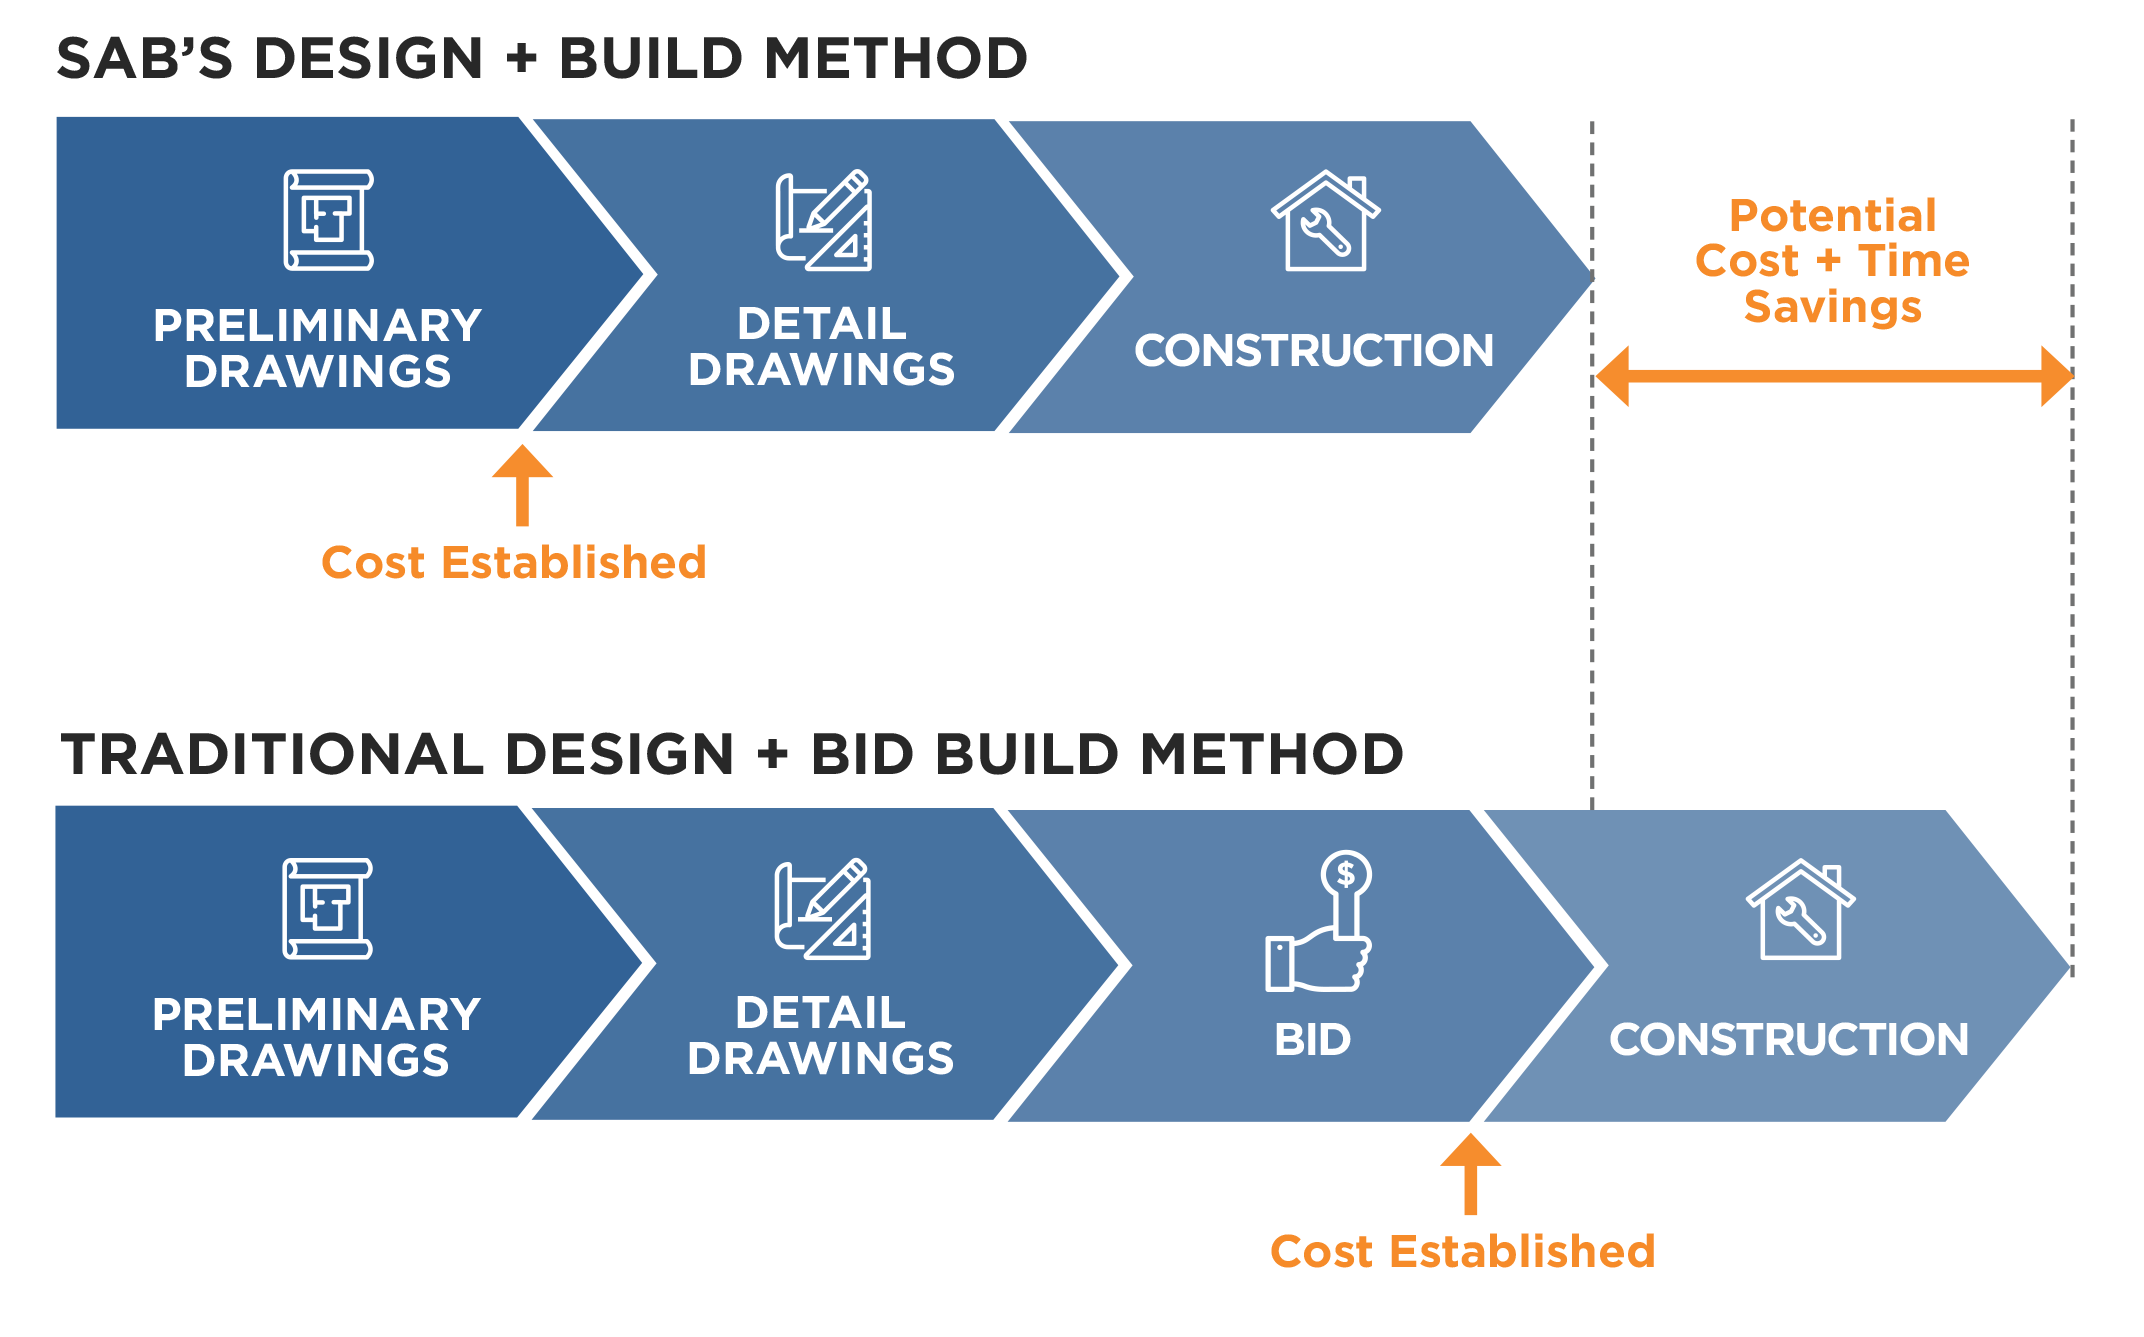 SAB’S DESIGN + BUILD METHOD
PRELIMINARY
DRAWINGS
DETAIL
DRAWINGS
CONSTRUCTION
Potential
Cost + Time
Savings
Cost Established
TRADITIONAL DESIGN + BID BUILD METHOD
PRELIMINARY
DRAWINGS
DETAIL
DRAWINGS
$
BID
CONSTRUCTION
Cost Established